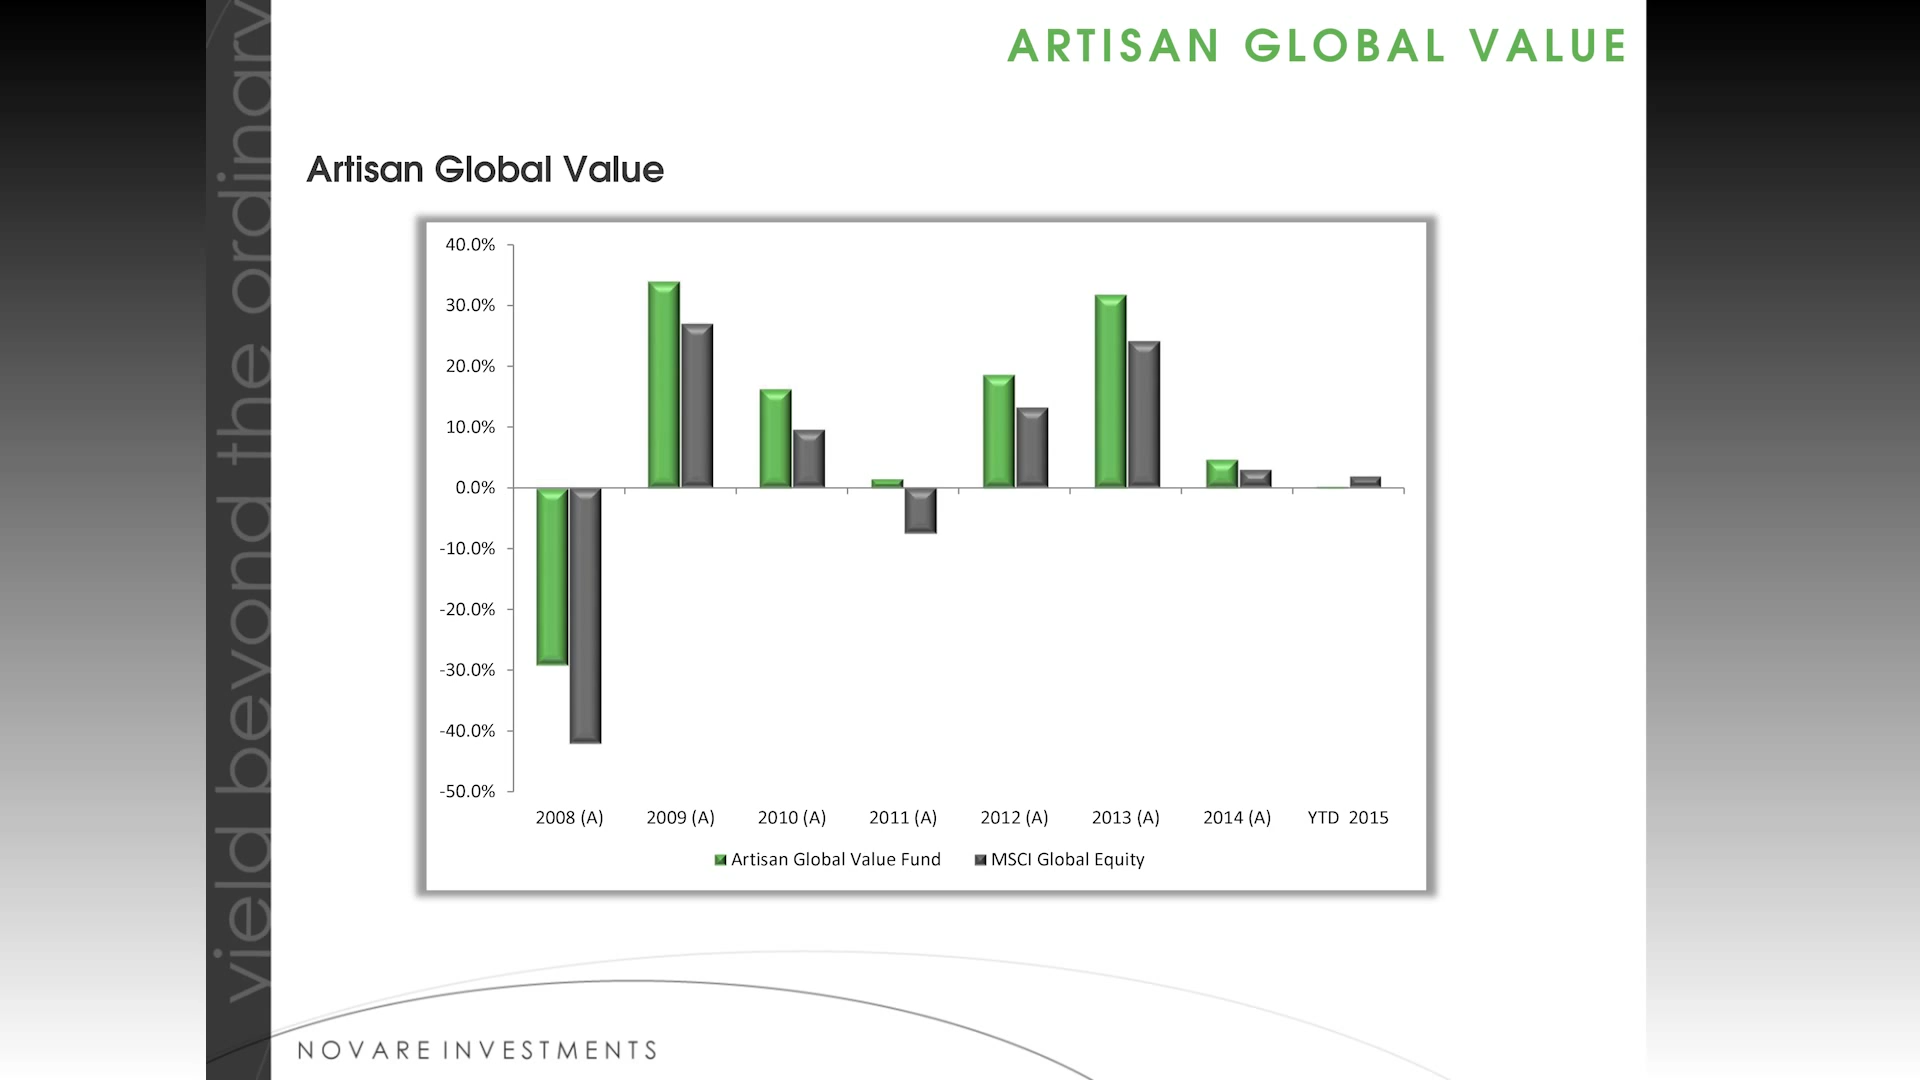 ARTISAN GLOBAL VALUE
yield beyond the ordinary
Artisan Global Value
40.0%
30.0%
20.0%
10.0%
0.0%
-10.0%
-20.0%
-30.0%
-40.0%
-50.0%
2008 (A) 2009 (A) 2010 (A) 2011 (A) 2012 (A) 2013 (A) 2014 (A) YTD 2015
Artisan Global Value Fund MSCI Global Equity
NOVARE INVESTMENTS